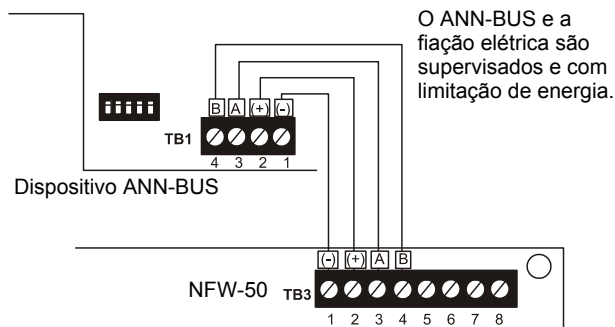 O ANN-BUS e a
fiação elétrica são
supervisados e com
limitação de energia.
B A (+) (-)
TB1
4 3 2 1
Dispositivo ANN-BUS
(-) (+) A B
NFW-50 TB3
1 2 3 4 5 6 7 8